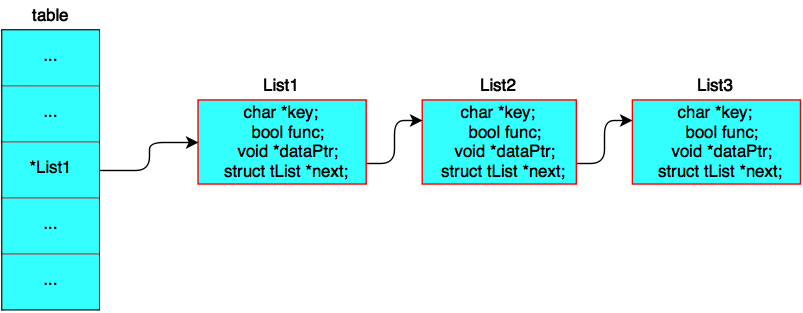 table
...
...
*List1
...
...
List1
char *key;
bool func;
void *dataPtr;
struct tList *next;
List2
char *key;
bool func;
void *dataPtr;
struct tList *next;
List3
char *key;
bool func;
void *dataPtr;
struct tList *next;